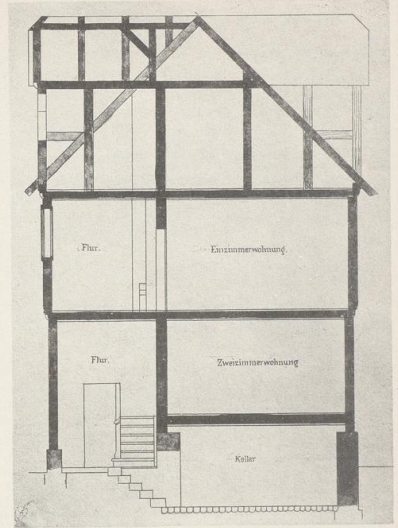 Flur.
Einzimmerwohnung.
Flur.
Zweizimmerwohnung
Keller